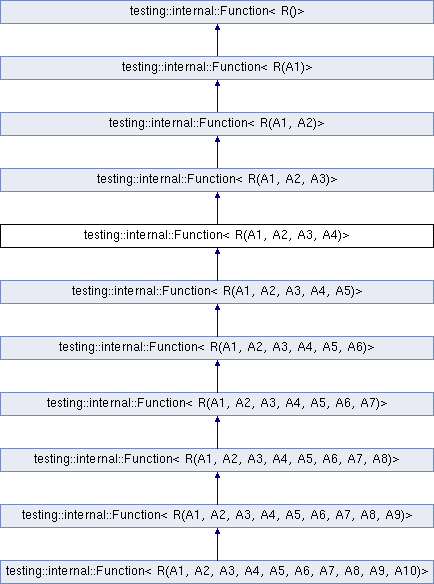 testing::internal::Function< R()>
testing::internal::Function< R(A1)>
testing::internal::Function< R(A1, A2)>
testing::internal::Function< R(A1, A2, A3)>
testing::internal::Function< R(A1, A2, A3, A4)>
testing::internal::Function< R(A1, A2, A3, A4, A5)>
testing::internal::Function< R(A1, A2, A3, A4, A5, A6)>
testing::internal::Function< R(A1, A2, A3, A4, A5, A6, A7)>
testing::internal::Function< R(A1, A2, A3, A4, A5, A6, A7, A8)>
testing::internal::Function< R(A1, A2, A3, A4, A5, A6, A7, A8, A9)>
testing::internal::Function< R(A1, A2, A3, A4, A5, A6, A7, A8, A9, A10)>